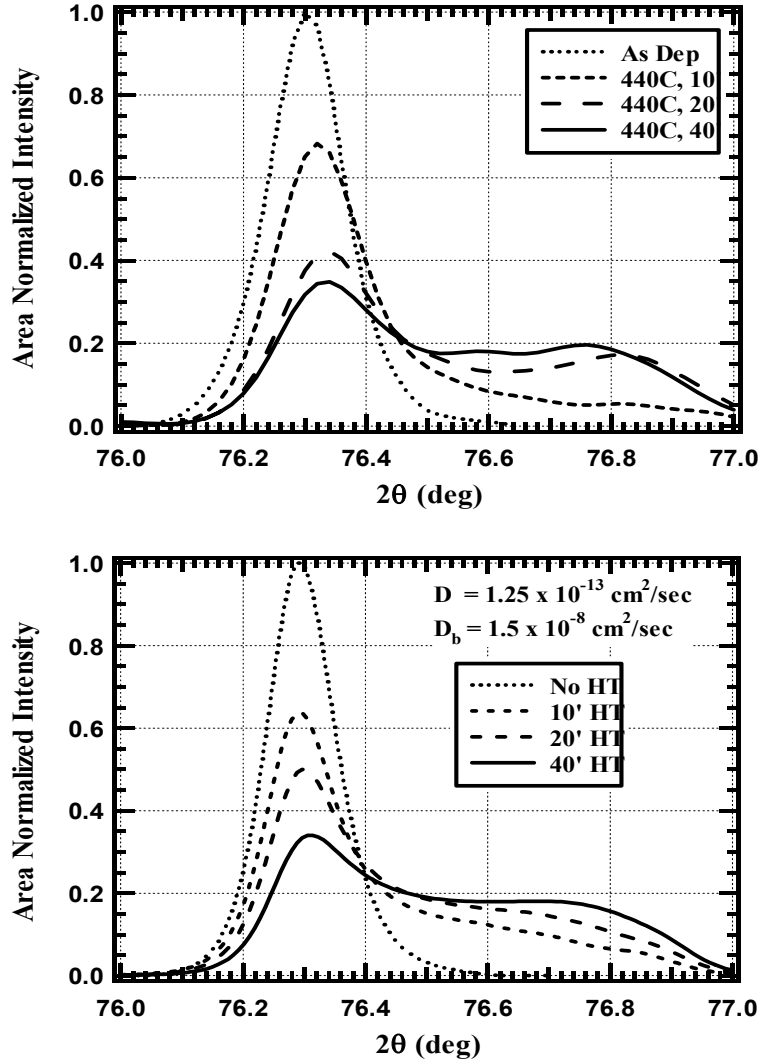 1.0
0.8
0.6
0.4
0.2
0.0
Area Normalized Intensity
As Dep
440C, 10
440C, 20
440C, 40
76.0 76.2 76.4 76.6 76.8 77.0
2θ (deg)
1.0
0.8
0.6
0.4
0.2
0.0
Area Normalized Intensity
D = 1.25 x 10⁻¹³ cm²/sec
D_b = 1.5 x 10⁻⁸ cm²/sec
No HT
10' HT
20' HT
40' HT
76.0 76.2 76.4 76.6 76.8 77.0
2θ (deg)